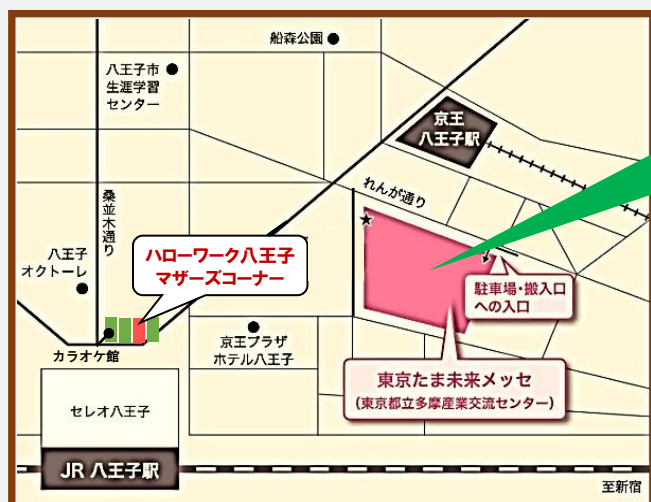 船森公園
八王子市
生涯学習
センター
京王
八王子駅
れんが通り
桑並木通り
ハローワーク八王子
マザーズコーナー
八王子
オクトーレ
駐車場・搬入口
への入口
カラオケ館
京王プラザ
ホテル八王子
東京たま未来メッセ
(東京都立多摩産業交流センター)
セレオ八王子
JR 八王子駅
至新宿